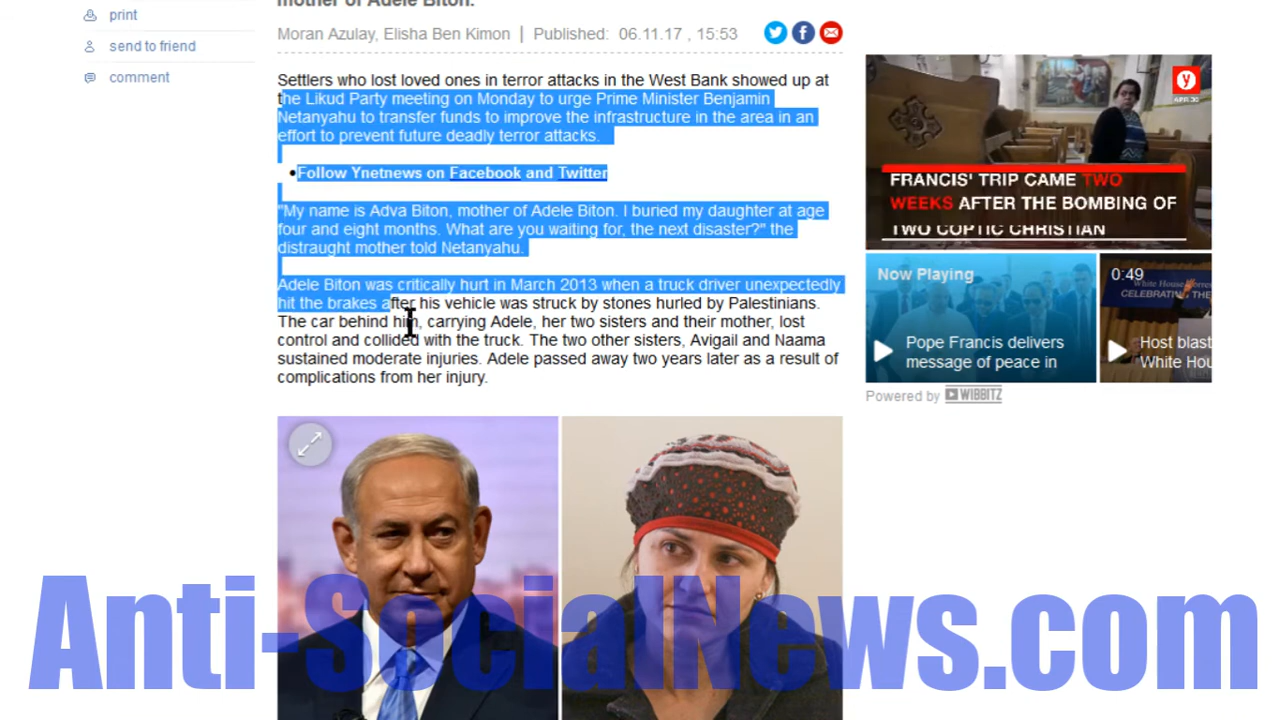 mother of Adele Biton.
print
Moran Azulay, Elisha Ben Kimon | Published: 06.11.17 , 15:53
send to friend
comment
Settlers who lost loved ones in terror attacks in the West Bank showed up at
the Likud Party meeting on Monday to urge Prime Minister Benjamin
Netanyahu to transfer funds to improve the infrastructure in the area in an
effort to prevent future deadly terror attacks.
•Follow Ynetnews on Facebook and Twitter
"My name is Adva Biton, mother of Adele Biton. I buried my daughter at age
four and eight months. What are you waiting for, the next disaster?" the
distraught mother told Netanyahu.
Adele Biton was critically hurt in March 2013 when a truck driver unexpectedly
hit the brakes after his vehicle was struck by stones hurled by Palestinians.
The car behind him, carrying Adele, her two sisters and their mother, lost
control and collided with the truck. The two other sisters, Avigail and Naama
sustained moderate injuries. Adele passed away two years later as a result of
complications from her injury.
y
APR.30
FRANCIS' TRIP CAME TWO
WEEKS AFTER THE BOMBING OF
TWO COPTIC CHRISTIAN
Now Playing
Pope Francis delivers
message of peace in
0:49
CELEBRATING THE
Host blast
White Hou
Powered by WIBBITZ
Anti-SocialNews.com